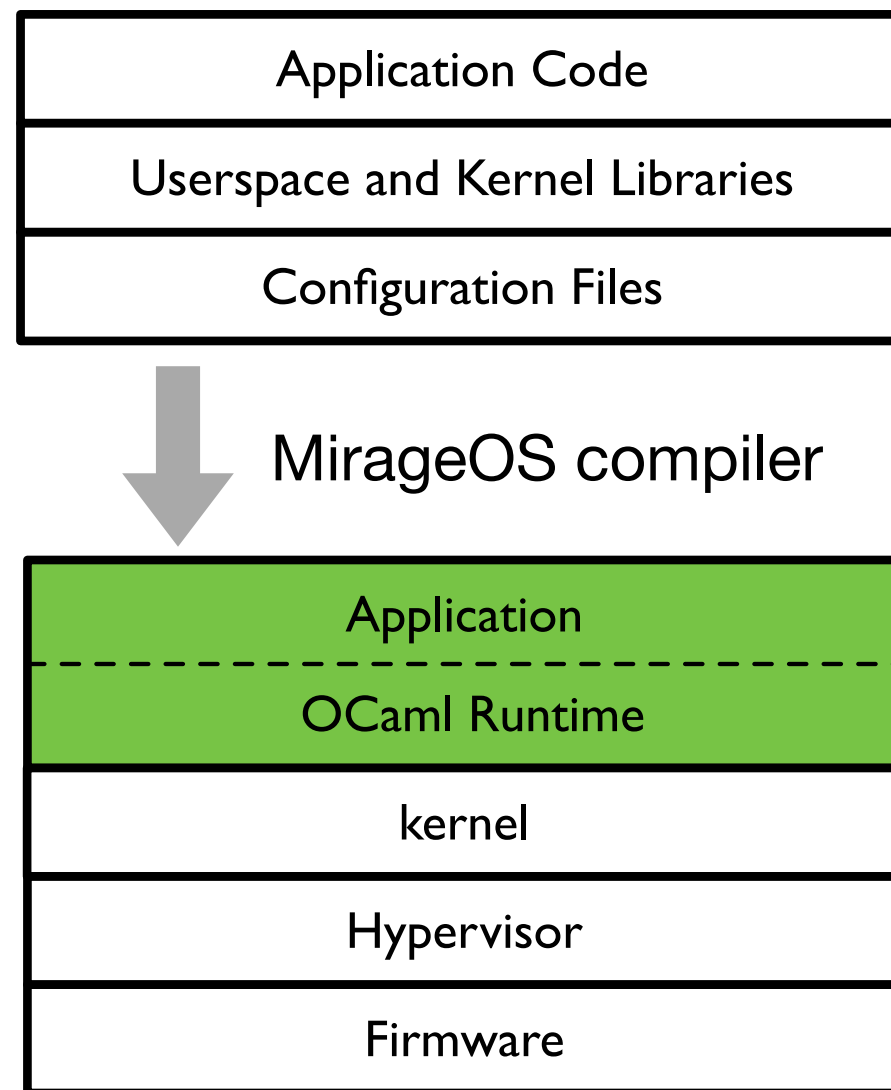 Application Code
Userspace and Kernel Libraries
Configuration Files
MirageOS compiler
Application
OCaml Runtime
kernel
Hypervisor
Firmware